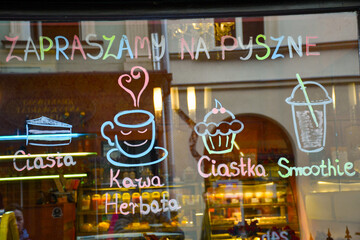 ZAPRASZAMY NA PYSZNE
Ciasta
Kawa
Herbata
Ciastka
Smoothie